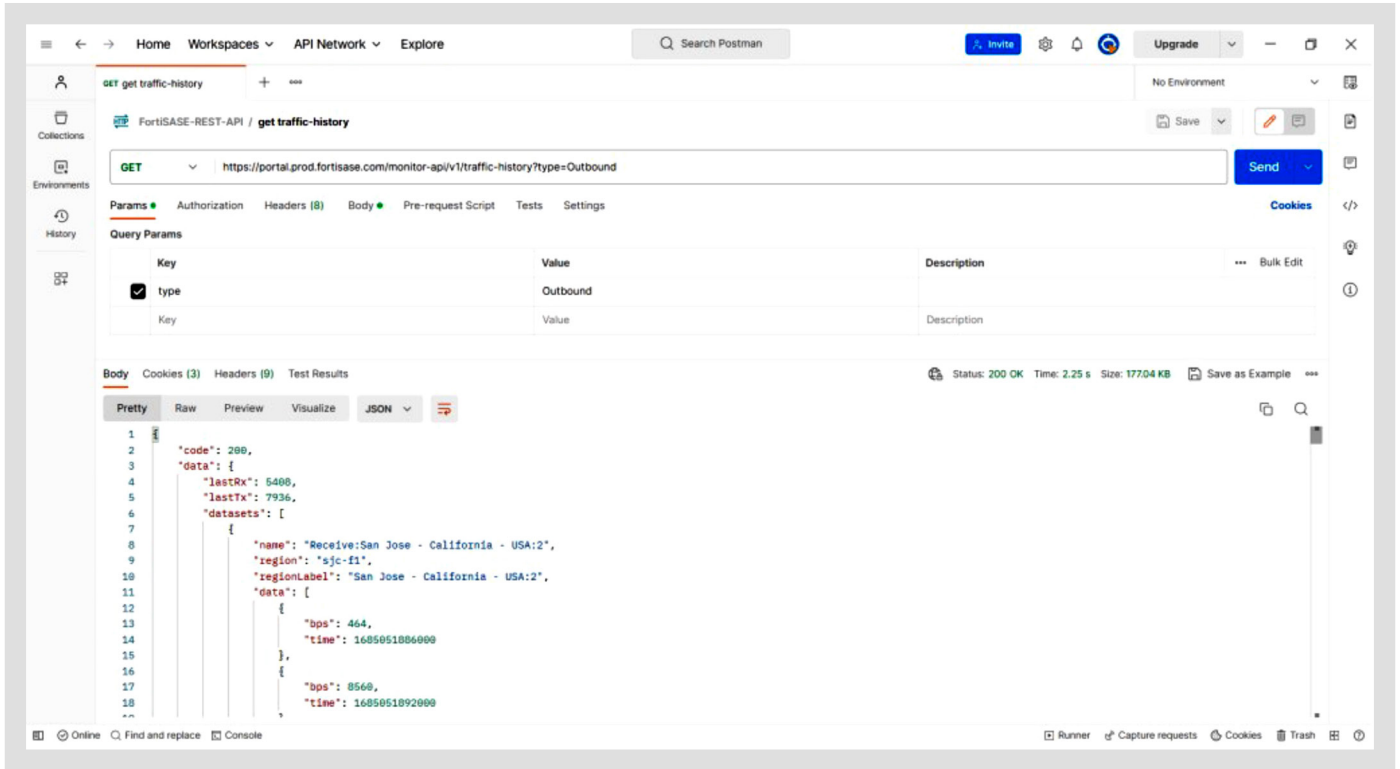 Home Workspaces API Network Explore Search Postman Invite Upgrade
GET get traffic-history No Environment
FortiSASE-REST-API / get traffic-history Save
Collections
GET https://portal.prod.fortisase.com/monitor-api/v1/traffic-history?type=Outbound Send
Environments
Params Authorization Headers (8) Body Pre-request Script Tests Settings Cookies
History
Query Params
Key Value Description Bulk Edit
type Outbound
Key Value Description
Body Cookies (3) Headers (9) Test Results Status: 200 OK Time: 2.25 s Size: 177.04 KB Save as Example
Pretty Raw Preview Visualize JSON
1 {
2 "code": 200,
3 "data": {
4 "lastRx": 5408,
5 "lastTx": 7936,
6 "datasets": [
7 {
8 "name": "Receive:San Jose - California - USA:2",
9 "region": "sjc-f1",
10 "regionLabel": "San Jose - California - USA:2",
11 "data": [
12 {
13 "bps": 464,
14 "time": 1685051886000
15 },
16 {
17 "bps": 8560,
18 "time": 1685051892000
Online Find and replace Console Runner Capture requests Cookies Trash